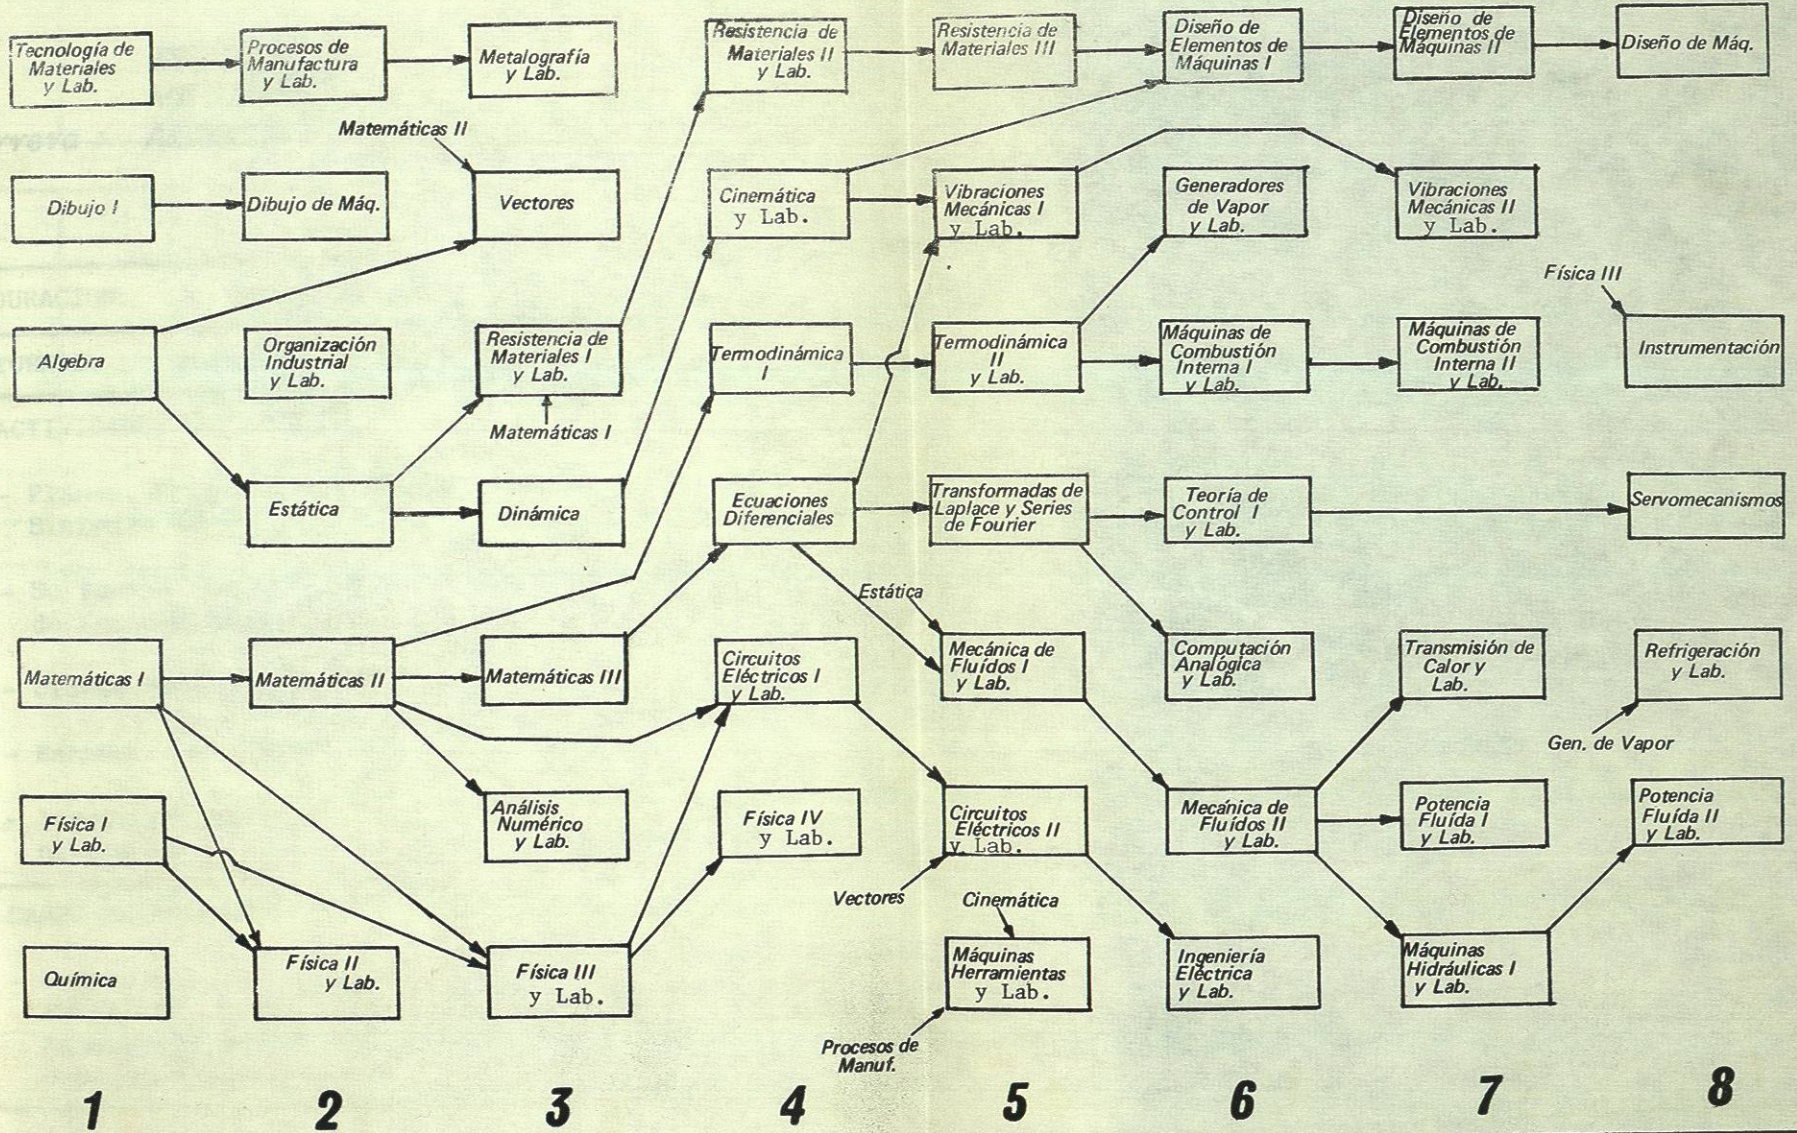 Tecnología de
Materiales
y Lab.
Procesos de
Manufactura
y Lab.
Metalografía
y Lab.
Resistencia de
Materiales II
y Lab.
Resistencia de
Materiales III
Diseño de
Elementos de
Máquinas I
Diseño de
Elementos de
Máquinas II
Diseño de Máq.
Matemáticas II
Dibujo I
Dibujo de Máq.
Vectores
Cinemática
y Lab.
Vibraciones
Mecánicas I
y Lab.
Generadores
de Vapor
y Lab.
Vibraciones
Mecánicas II
y Lab.
Física III
Algebra
Organización
Industrial
y Lab.
Resistencia de
Materiales I
y Lab.
Matemáticas I
Termodinámica
I
Termodinámica
II
y Lab.
Máquinas de
Combustión
Interna I
y Lab.
Máquinas de
Combustión
Interna II
y Lab.
Instrumentación
Estática
Dinámica
Ecuaciones
Diferenciales
Transformadas de
Laplace y Series
de Fourier
Teoría de
Control I
y Lab.
Servomecanismos
Estática
Matemáticas I
Matemáticas II
Matemáticas III
Circuitos
Eléctricos I
y Lab.
Mecánica de
Fluídos I
y Lab.
Computación
Analógica
y Lab.
Transmisión de
Calor y
Lab.
Refrigeración
y Lab.
Gen. de Vapor
Física I
y Lab.
Análisis
Numérico
y Lab.
Física IV
y Lab.
Circuitos
Eléctricos II
y Lab.
Mecánica de
Fluídos II
y Lab.
Potencia
Fluída I
y Lab.
Potencia
Fluída II
y Lab.
Vectores
Cinemática
Química
Física II
y Lab.
Física III
y Lab.
Máquinas
Herramientas
y Lab.
Ingeniería
Eléctrica
y Lab.
Máquinas
Hidráulicas I
y Lab.
Procesos de
Manuf.
1 2 3 4 5 6 7 8